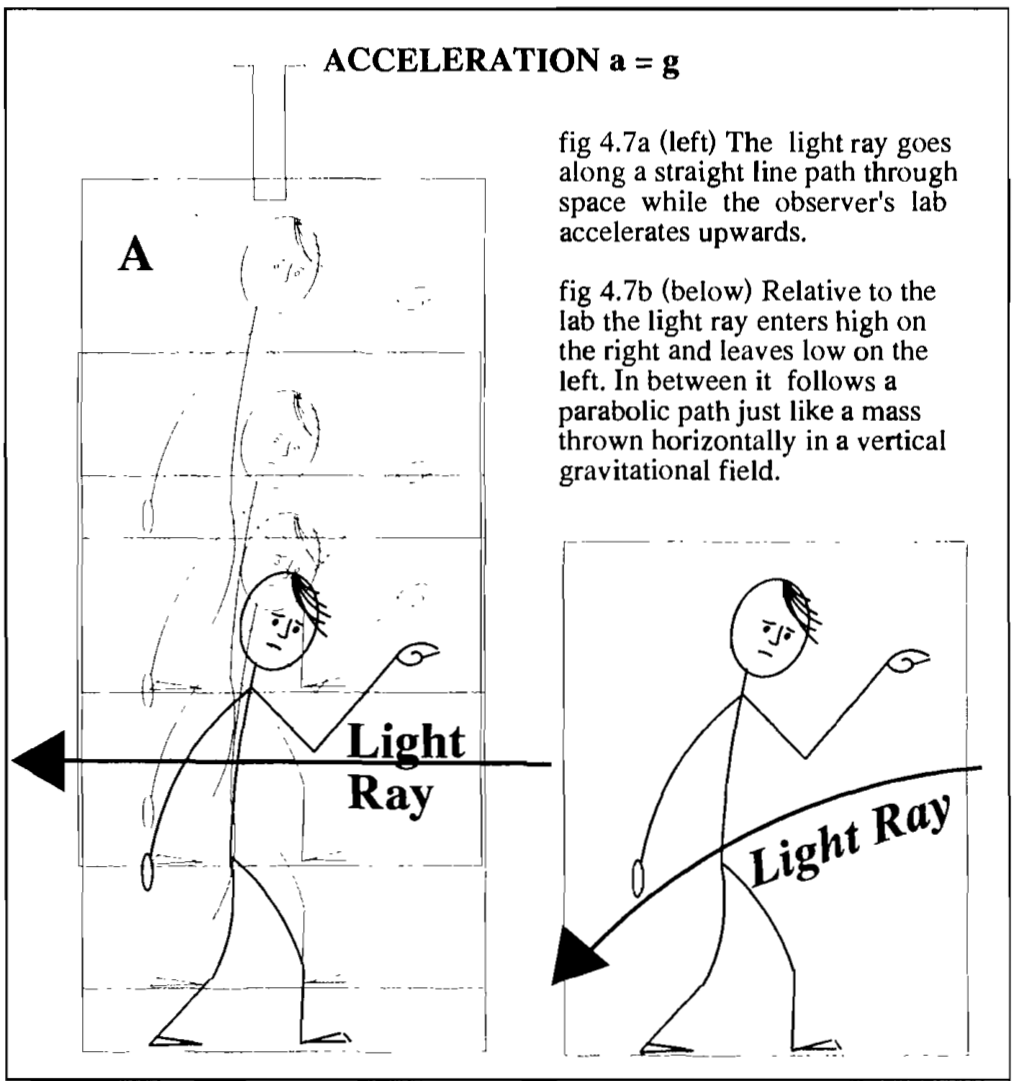 ACCELERATION a = g
fig 4.7a (left) The light ray goes
along a straight line path through
space while the observer's lab
accelerates upwards.
A
fig 4.7b (below) Relative to the
lab the light ray enters high on
the right and leaves low on the
left. In between it follows a
parabolic path just like a mass
thrown horizontally in a vertical
gravitational field.
Light
Ray
Light Ray